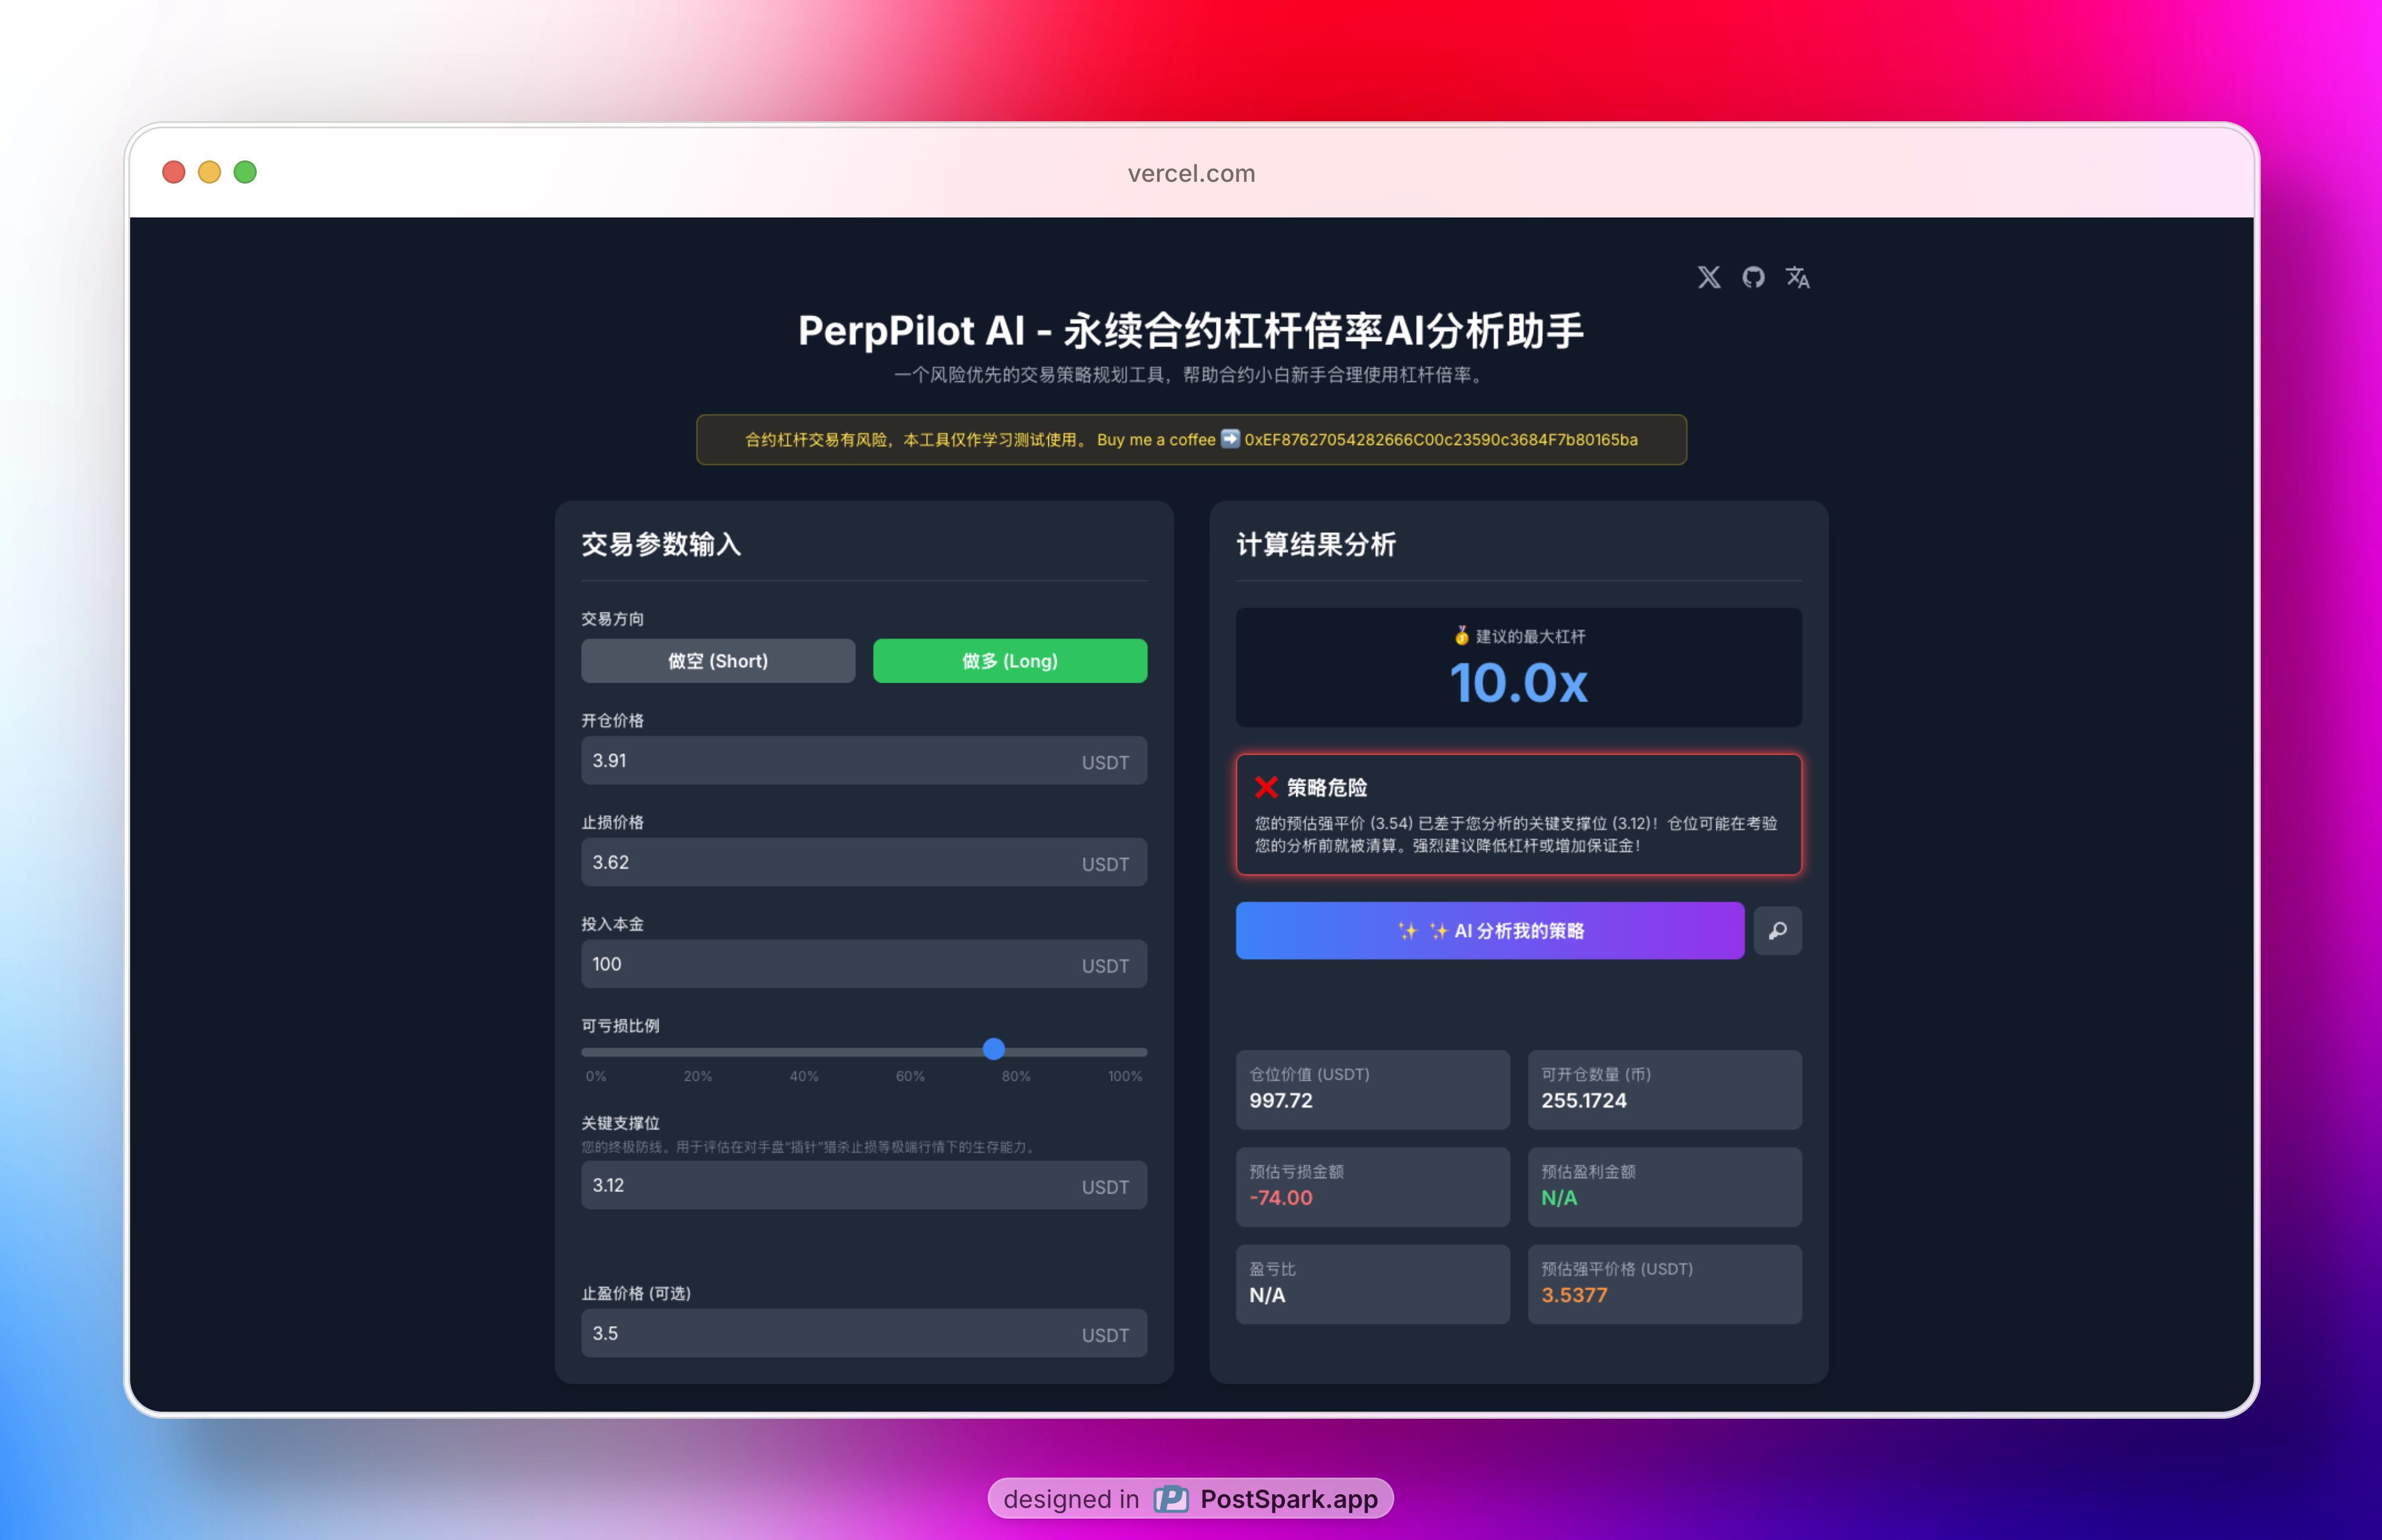 vercel.com
PerpPilot AI - 永续合约杠杆倍率AI分析助手
一个风险优先的交易策略规划工具，帮助合约小白新手合理使用杠杆倍率。
合约杠杆交易有风险，本工具仅作学习测试使用。 Buy me a coffee ➡️ 0xEF87627054282666C00c23590c3684F7b80165ba
交易参数输入
交易方向
做空 (Short)
做多 (Long)
开仓价格
3.91 USDT
止损价格
3.62 USDT
投入本金
100 USDT
可亏损比例
0% 20% 40% 60% 80% 100%
关键支撑位
您的终极防线。用于评估在对手盘“插针”猎杀止损等极端行情下的生存能力。
3.12 USDT
止盈价格 (可选)
3.5 USDT
计算结果分析
🥇 建议的最大杠杆
10.0x
❌ 策略危险
您的预估强平价 (3.54) 已差于您分析的关键支撑位 (3.12)！仓位可能在考验
您的分析前就被清算。强烈建议降低杠杆或增加保证金！
✨ ✨ AI 分析我的策略
仓位价值 (USDT)
997.72
可开仓数量 (币)
255.1724
预估亏损金额
-74.00
预估盈利金额
N/A
盈亏比
N/A
预估强平价格 (USDT)
3.5377
designed in PostSpark.app